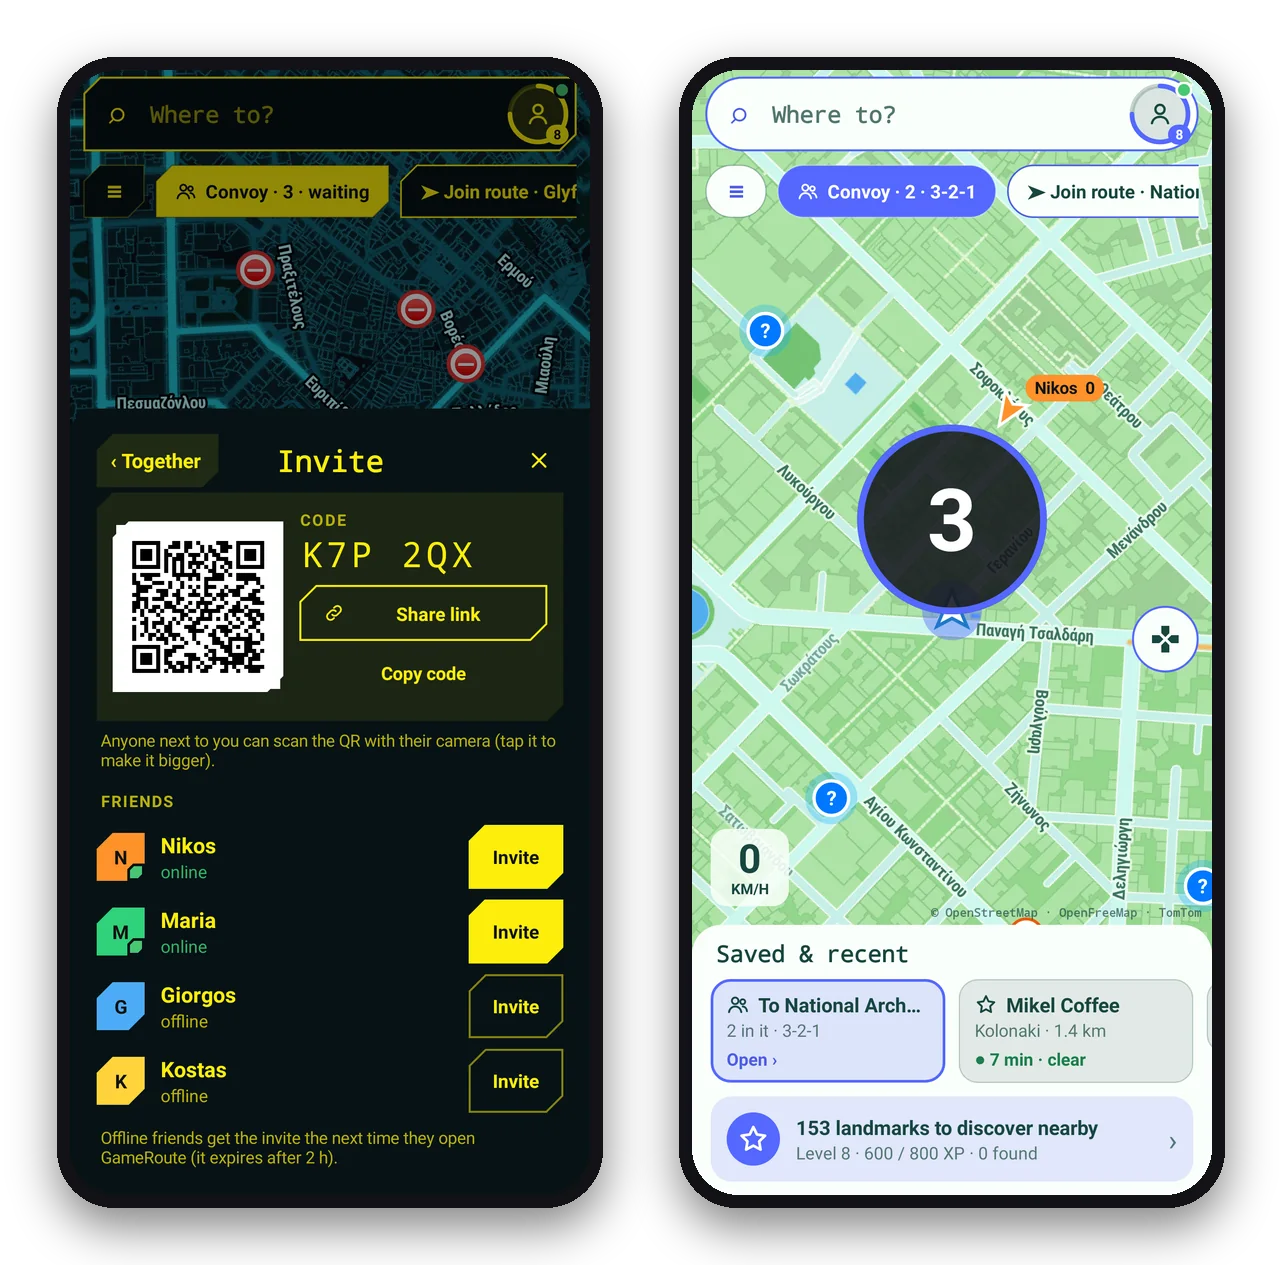 Where to?
8
Convoy · 3 · waiting
Join route · Glyf
Πραξιτέλους
Ερμού
Μιαούλη
Πεσμαζόγλου
‹ Together
Invite
CODE
K7P 2QX
Share link
Copy code
Anyone next to you can scan the QR with their camera (tap it to
make it bigger).
FRIENDS
N
Nikos
online
Invite
M
Maria
online
Invite
G
Giorgos
offline
Invite
K
Kostas
offline
Invite
Offline friends get the invite the next time they open
GameRoute (it expires after 2 h).
Where to?
8
Convoy · 2 · 3-2-1
Join route · Nation
?
Nikos 0
Λυκούργου
3
Γερανίου
Μενάνδρου
Παναγή Τσαλδάρη
Σωκράτους
Βούλγαρη
?
Ζήνωνος
Αγίου Κωνσταντίνου
Δεληγιώργη
0
KM/H
?
© OpenStreetMap · OpenFreeMap · TomTom
Saved & recent
To National Arch...
2 in it · 3-2-1
Open ›
Mikel Coffee
Kolonaki · 1.4 km
7 min · clear
153 landmarks to discover nearby
Level 8 · 600 / 800 XP · 0 found